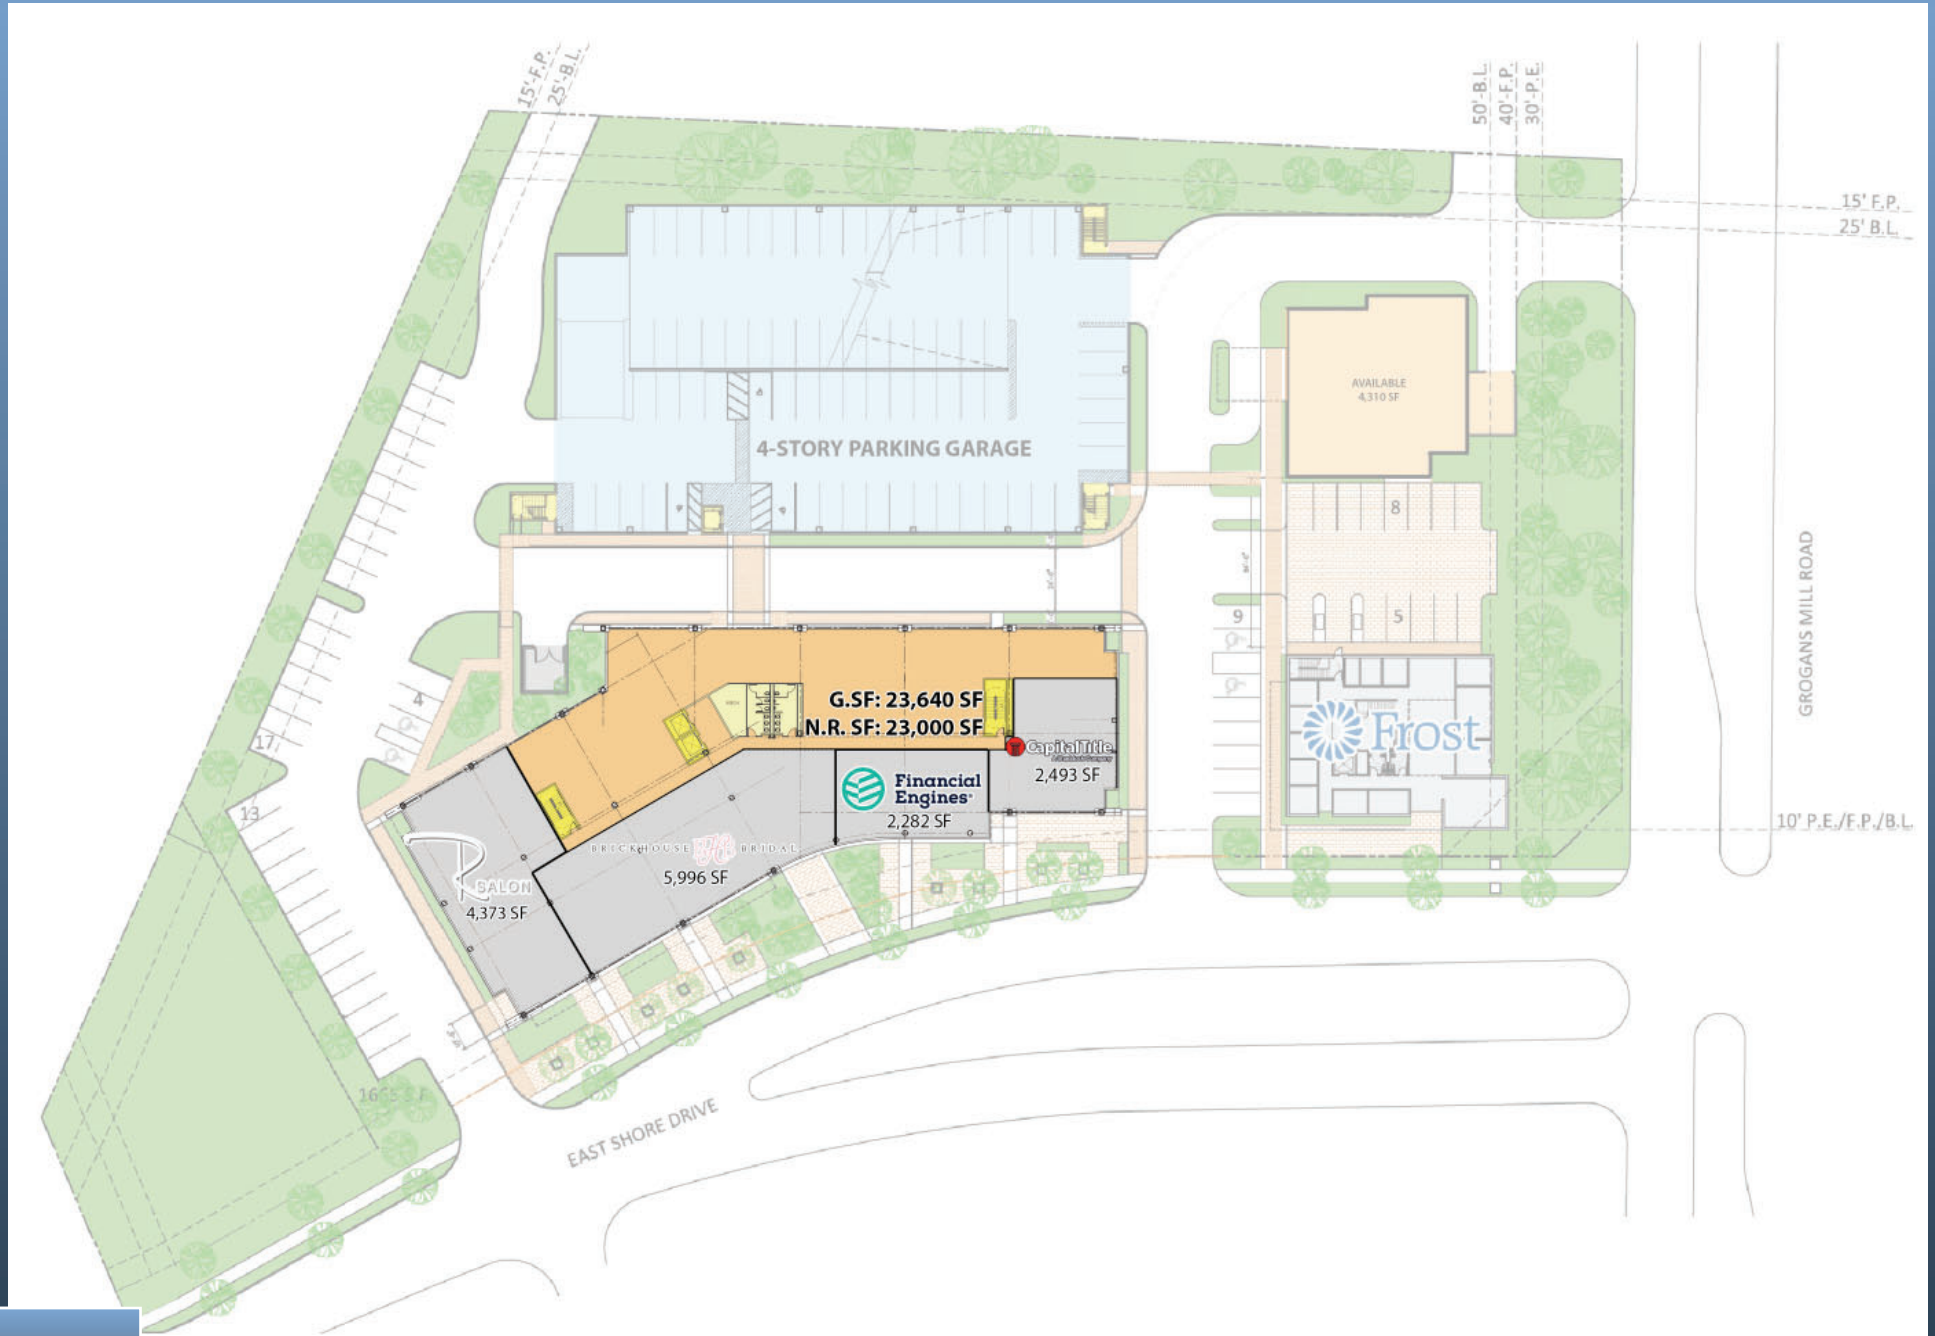 15'-F.P.
25'-B.L.
50'-B.L.
40'-F.P.
30'-P.E.
15' F.P.
25' B.L.
AVAILABLE
4,310 SF
4-STORY PARKING GARAGE
8
9
5
GROGANS MILL ROAD
4
17
13
G.SF: 23,640 SF
N.R. SF: 23,000 SF
CapitalTitle
2,493 SF
Financial
Engines
2,282 SF
Frost
10' P.E./F.P./B.L.
BRICKHOUSE BRIDAL
5,996 SF
R SALON
4,373 SF
EAST SHORE DRIVE